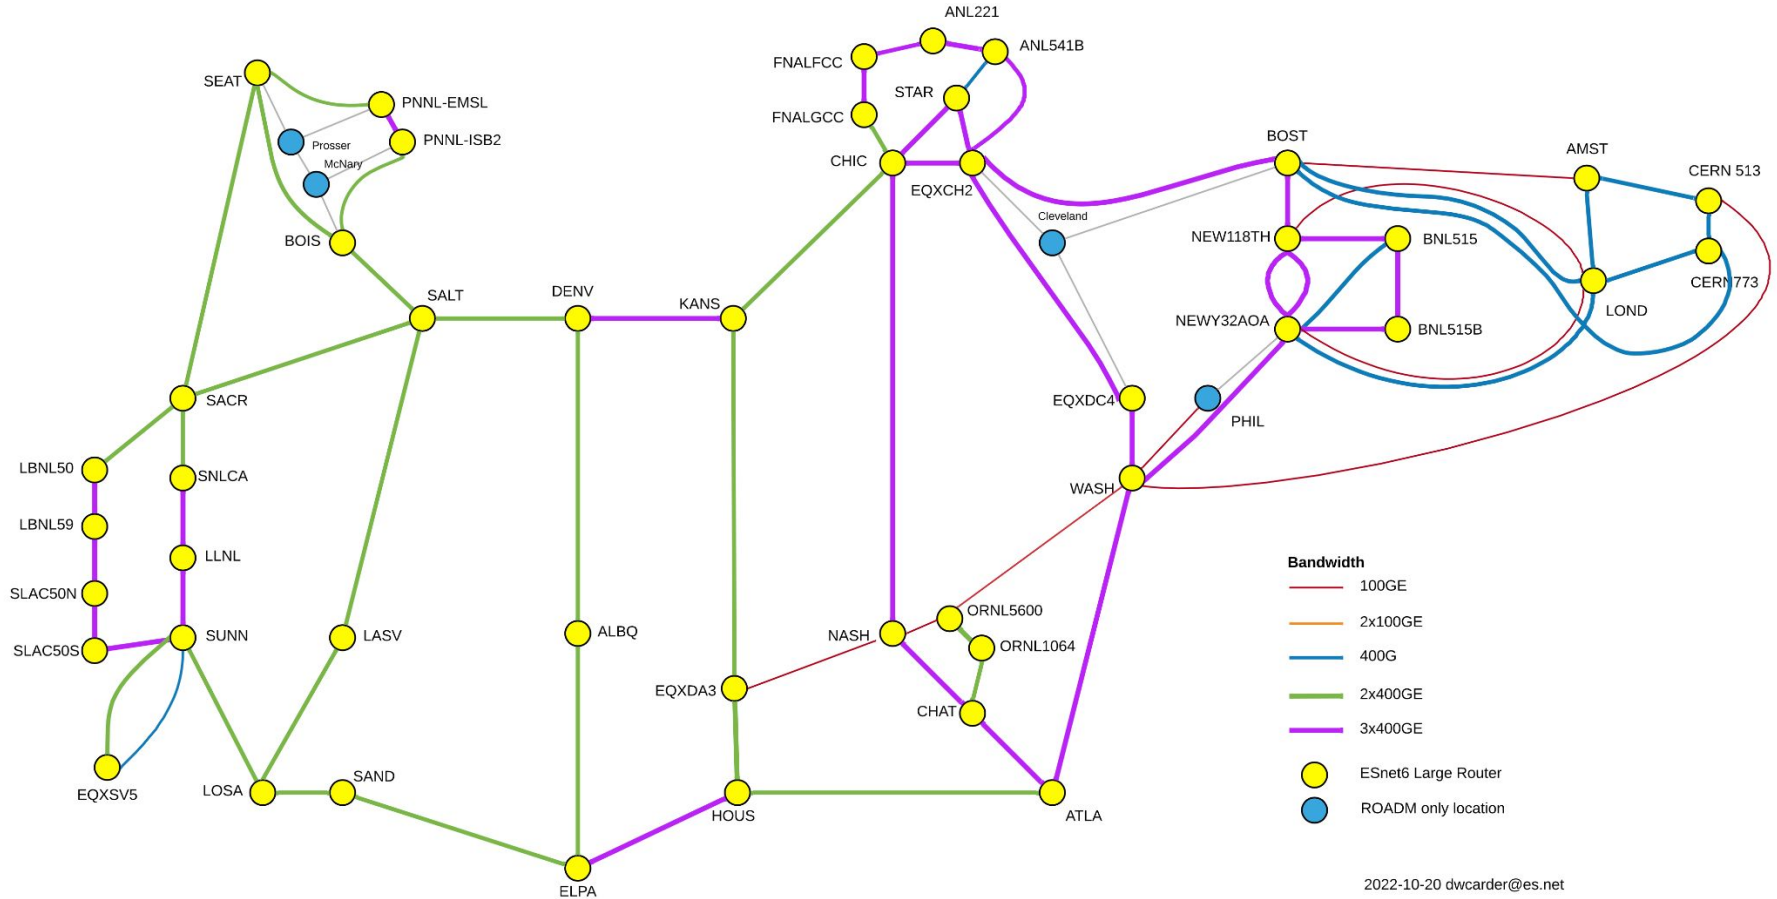 ANL221
ANL541B
FNALFCC
SEAT
STAR
PNNL-EMSL
FNALGCC
BOST
PNNL-ISB2
Prosser
AMST
McNary
CHIC
CERN 513
EQXCH2
Cleveland
BOIS
NEW118TH
BNL515
CERN773
SALT
DENV
KANS
LOND
NEWY32AOA
BNL515B
SACR
EQXDC4
PHIL
LBNL50
SNLCA
WASH
LBNL59
LLNL
Bandwidth
100GE
SLAC50N
ORNL5600
2x100GE
SUNN
LASV
ALBQ
NASH
SLAC50S
ORNL1064
400G
EQXDA3
2x400GE
CHAT
3x400GE
SAND
ESnet6 Large Router
EQXSV5
LOSA
HOUS
ATLA
ROADM only location
ELPA
2022-10-20 dwcarder@es.net